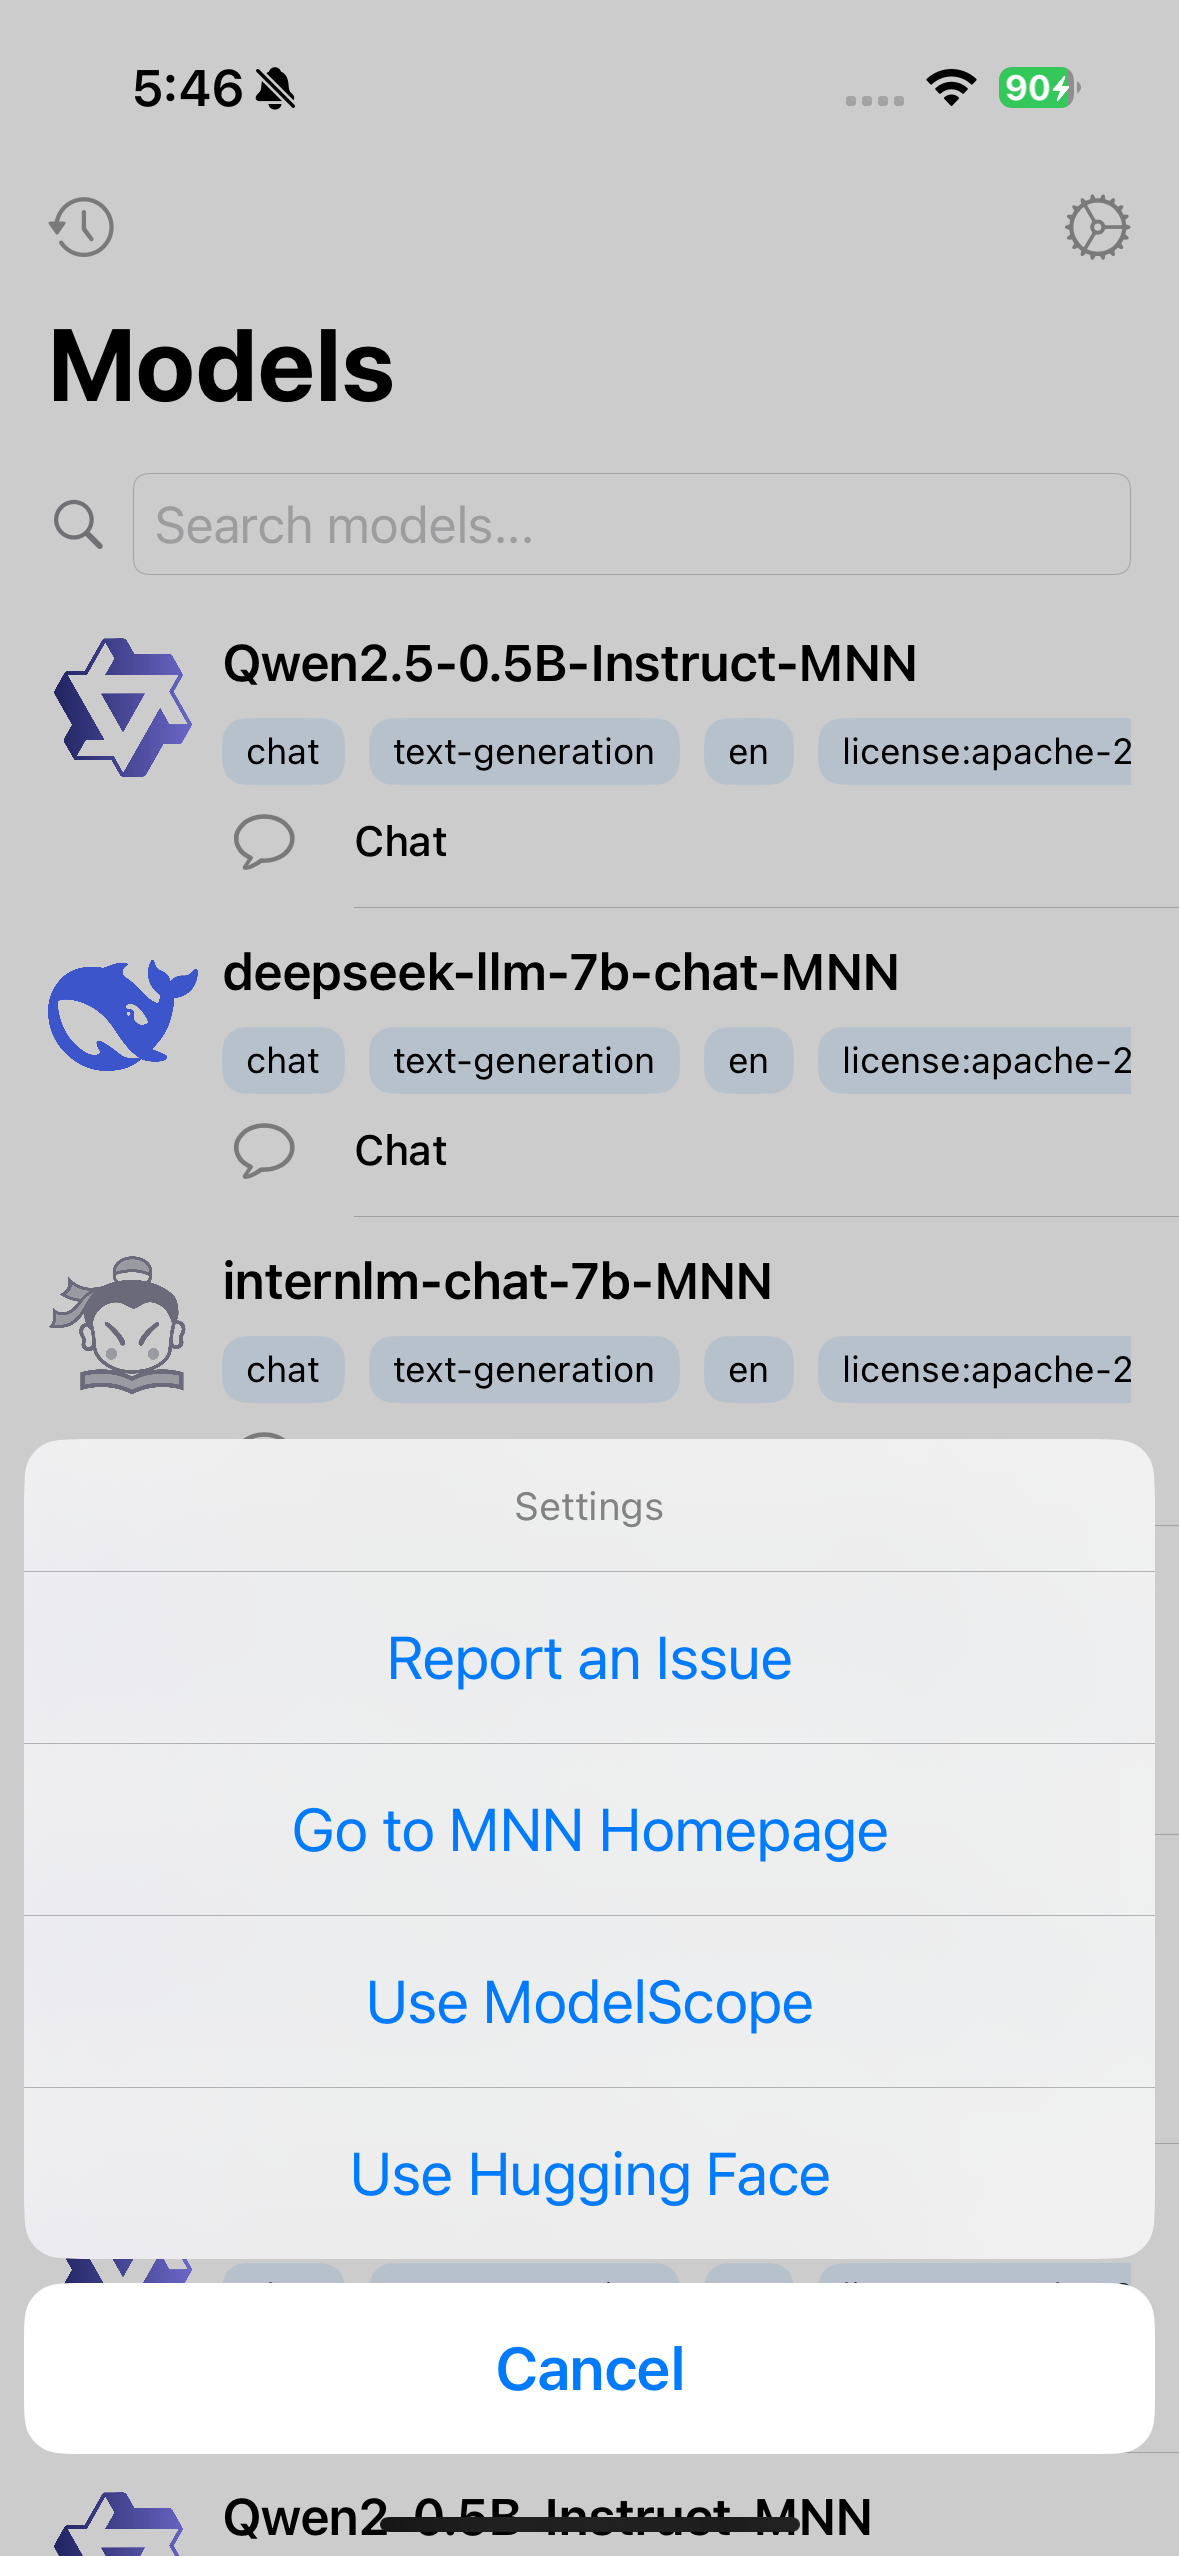 5:46
90
Models
Search models...
Qwen2.5-0.5B-Instruct-MNN
chat text-generation en license:apache-2
Chat
deepseek-llm-7b-chat-MNN
chat text-generation en license:apache-2
Chat
internlm-chat-7b-MNN
chat text-generation en license:apache-2
Settings
Report an Issue
Go to MNN Homepage
Use ModelScope
Use Hugging Face
Cancel
Qwen2-0.5B-Instruct-MNN